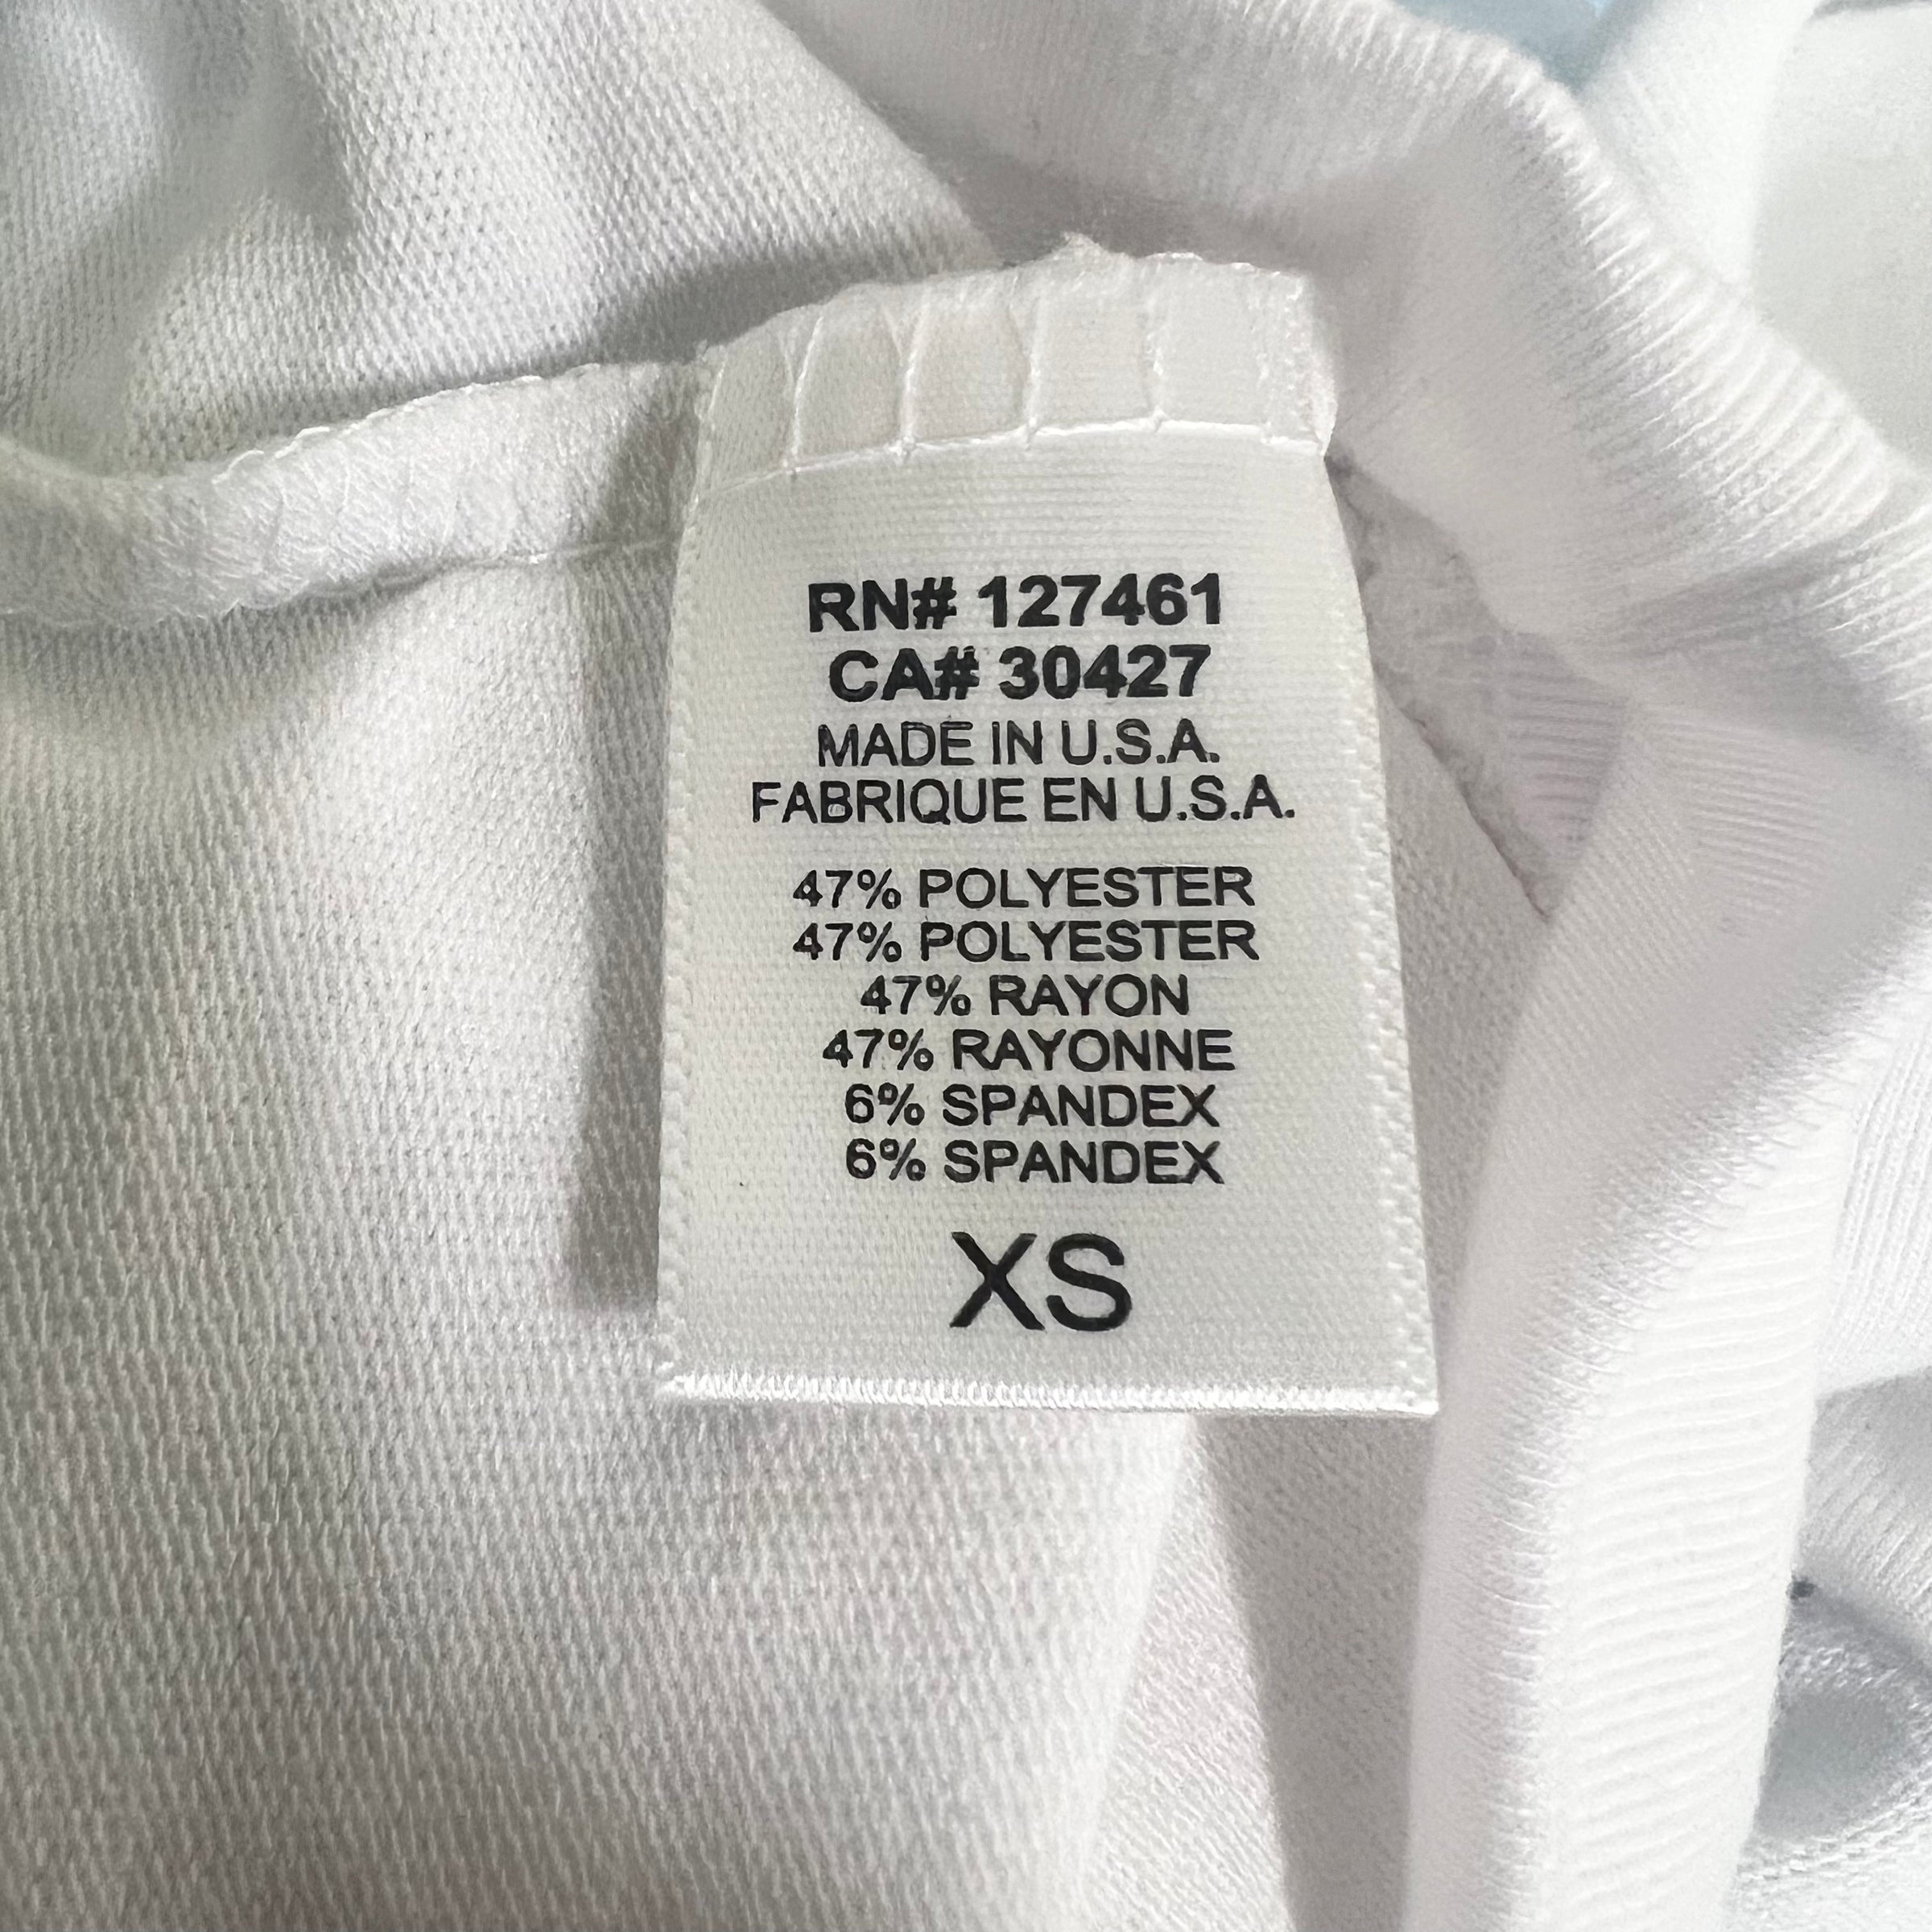 RN# 127461
CA# 30427
MADE IN U.S.A.
FABRIQUE EN U.S.A.
47% POLYESTER
47% POLYESTER
47% RAYON
47% RAYONNE
6% SPANDEX
6% SPANDEX
XS